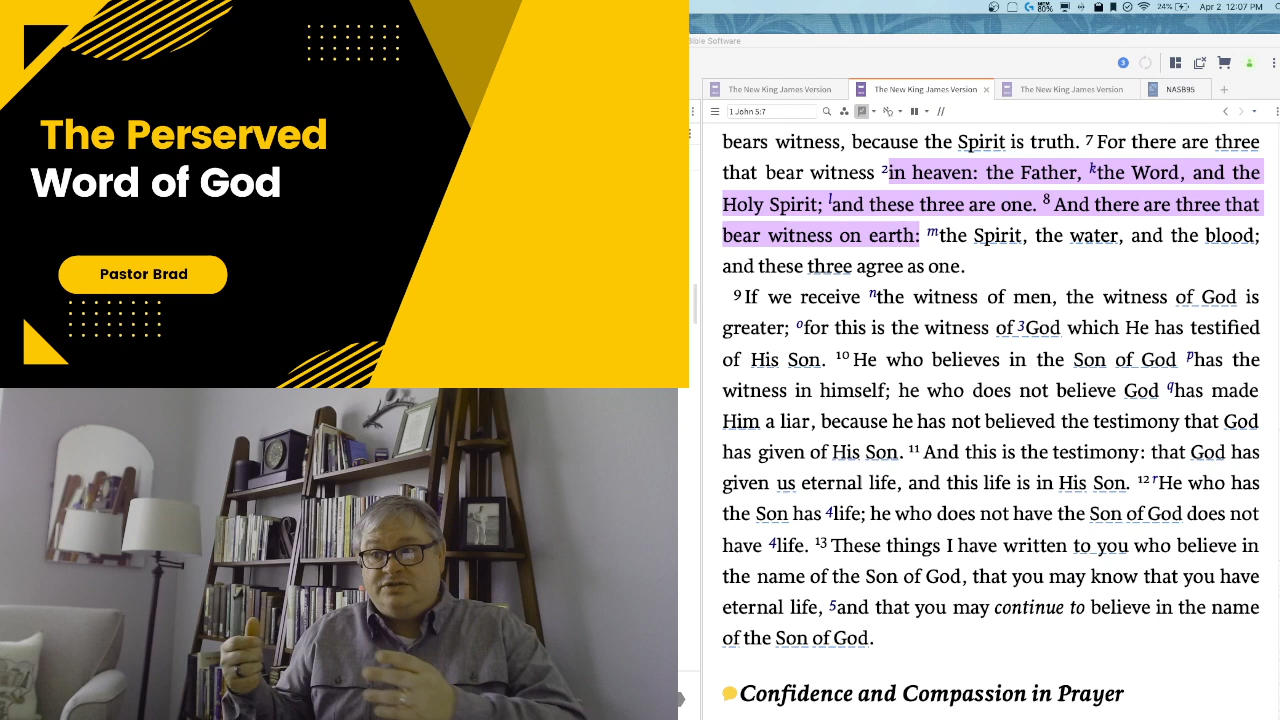 The Perserved
Word of God
Pastor Brad
80%
24%
Apr 2 12:07 PM
Bible Software
3
The New King James Version
The New King James Version
The New King James Version
NASB95
1 John 5:7
bears witness, because the Spirit is truth. 7 For there are three
that bear witness 2in heaven: the Father, kthe Word, and the
Holy Spirit; land these three are one. 8 And there are three that
bear witness on earth: mthe Spirit, the water, and the blood;
and these three agree as one.
9 If we receive nthe witness of men, the witness of God is
greater; ofor this is the witness of 3God which He has testified
of His Son. 10 He who believes in the Son of God phas the
witness in himself; he who does not believe God qhas made
Him a liar, because he has not believed the testimony that God
has given of His Son. 11 And this is the testimony: that God has
given us eternal life, and this life is in His Son. 12 rHe who has
the Son has 4life; he who does not have the Son of God does not
have 4life. 13 These things I have written to you who believe in
the name of the Son of God, that you may know that you have
eternal life, 5and that you may continue to believe in the name
of the Son of God.
Confidence and Compassion in Prayer